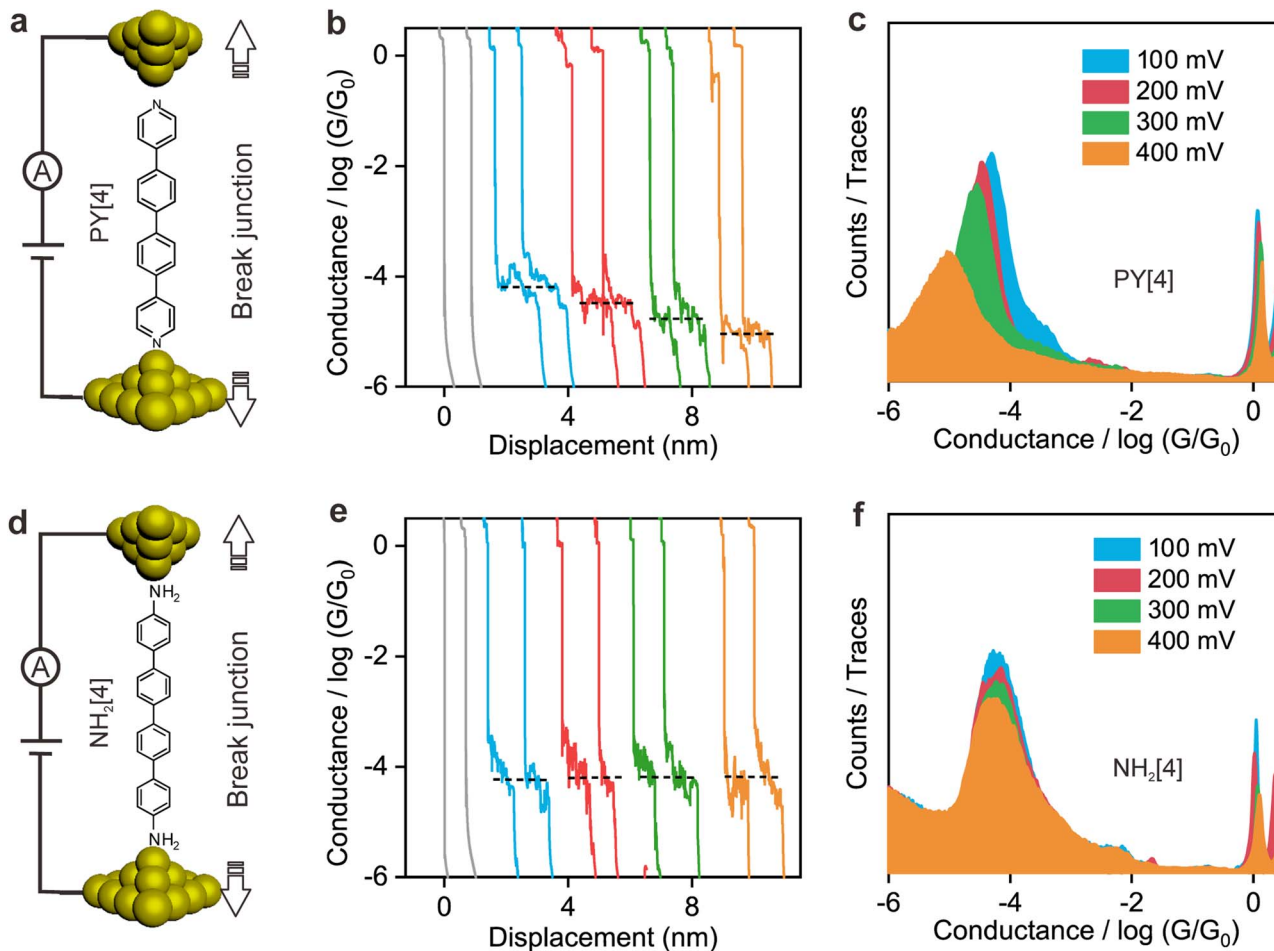 a
A
PY[4]
N
N
Break junction
b
Conductance / log (G/G₀)
0
-2
-4
-6
0
4
8
Displacement (nm)
c
Counts / Traces
100 mV
200 mV
300 mV
400 mV
PY[4]
-6
-4
-2
0
Conductance / log (G/G₀)
d
A
NH₂[4]
NH₂
NH₂
Break junction
e
Conductance / log (G/G₀)
0
-2
-4
-6
0
4
8
Displacement (nm)
f
Counts / Traces
100 mV
200 mV
300 mV
400 mV
NH₂[4]
-6
-4
-2
0
Conductance / log (G/G₀)